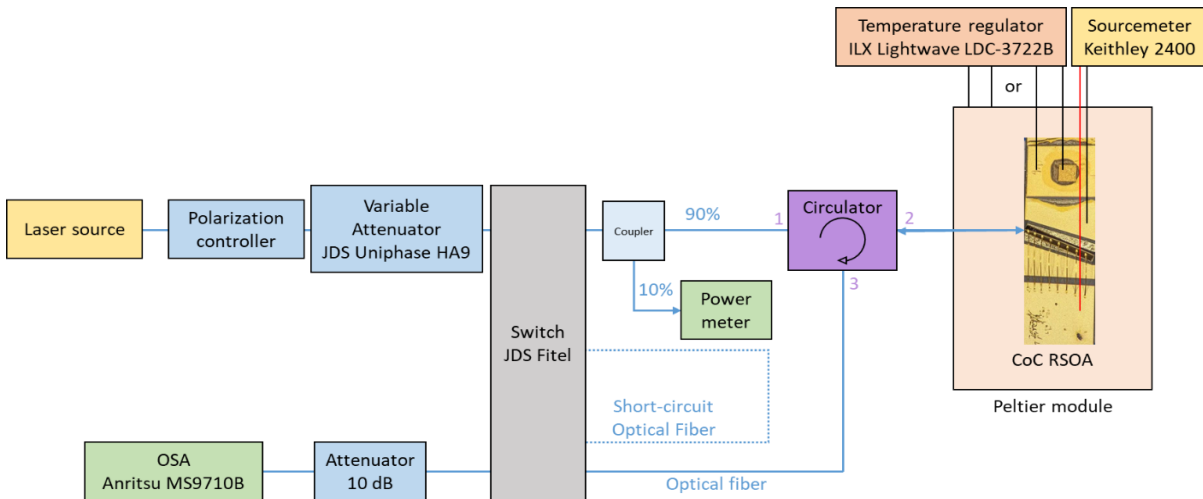 Temperature regulator
ILX Lightwave LDC-3722B
Sourcemeter
Keithley 2400
or
Laser source
Polarization
controller
Variable
Attenuator
JDS Uniphase HA9
Coupler
90%
1
Circulator
2
3
10%
Power
meter
Switch
JDS Fitel
CoC RSOA
Peltier module
Short-circuit
Optical Fiber
OSA
Anritsu MS9710B
Attenuator
10 dB
Optical fiber